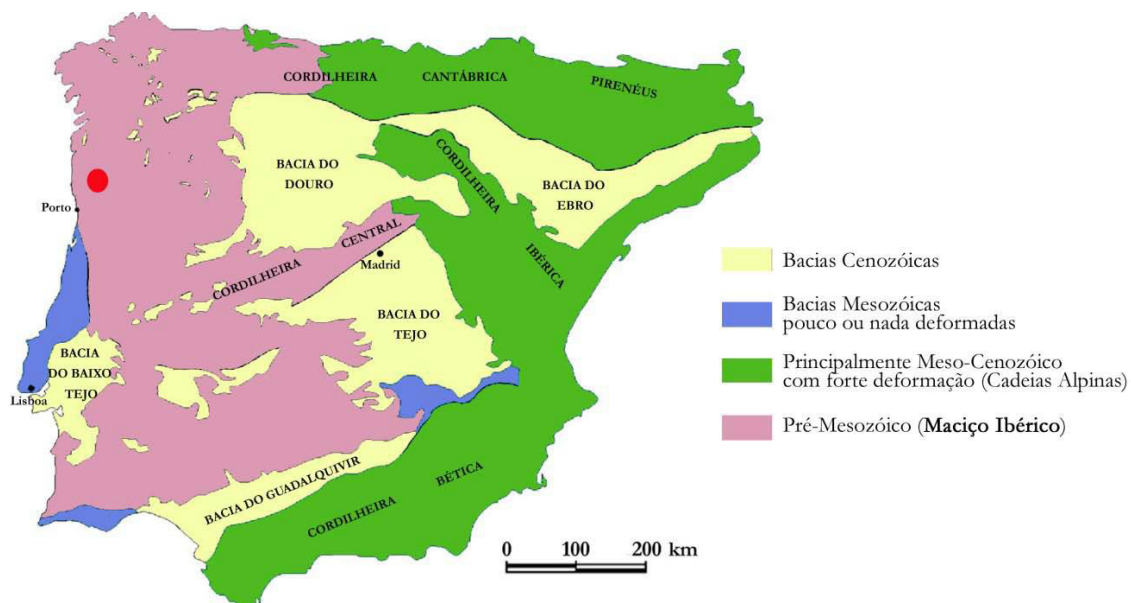 CORDILHEIRA
CANTÁBRICA
PIRENÉUS
BACIA DO
DOURO
CORDILHEIRA
IBÉRICA
BACIA DO
EBRO
Porto
CORDILHEIRA
CENTRAL
Madrid
BACIA DO
TEJO
BACIA
DO BAIXO
TEJO
Lisboa
BACIA DO GUADALQUIVIR
CORDILHEIRA
BÉTICA
0 100 200 km
Bacias Cenozóicas
Bacias Mesozóicas
pouco ou nada deformadas
Principalmente Meso-Cenozóico
com forte deformação (Cadeias Alpinas)
Pré-Mesozóico (Maciço Ibérico)